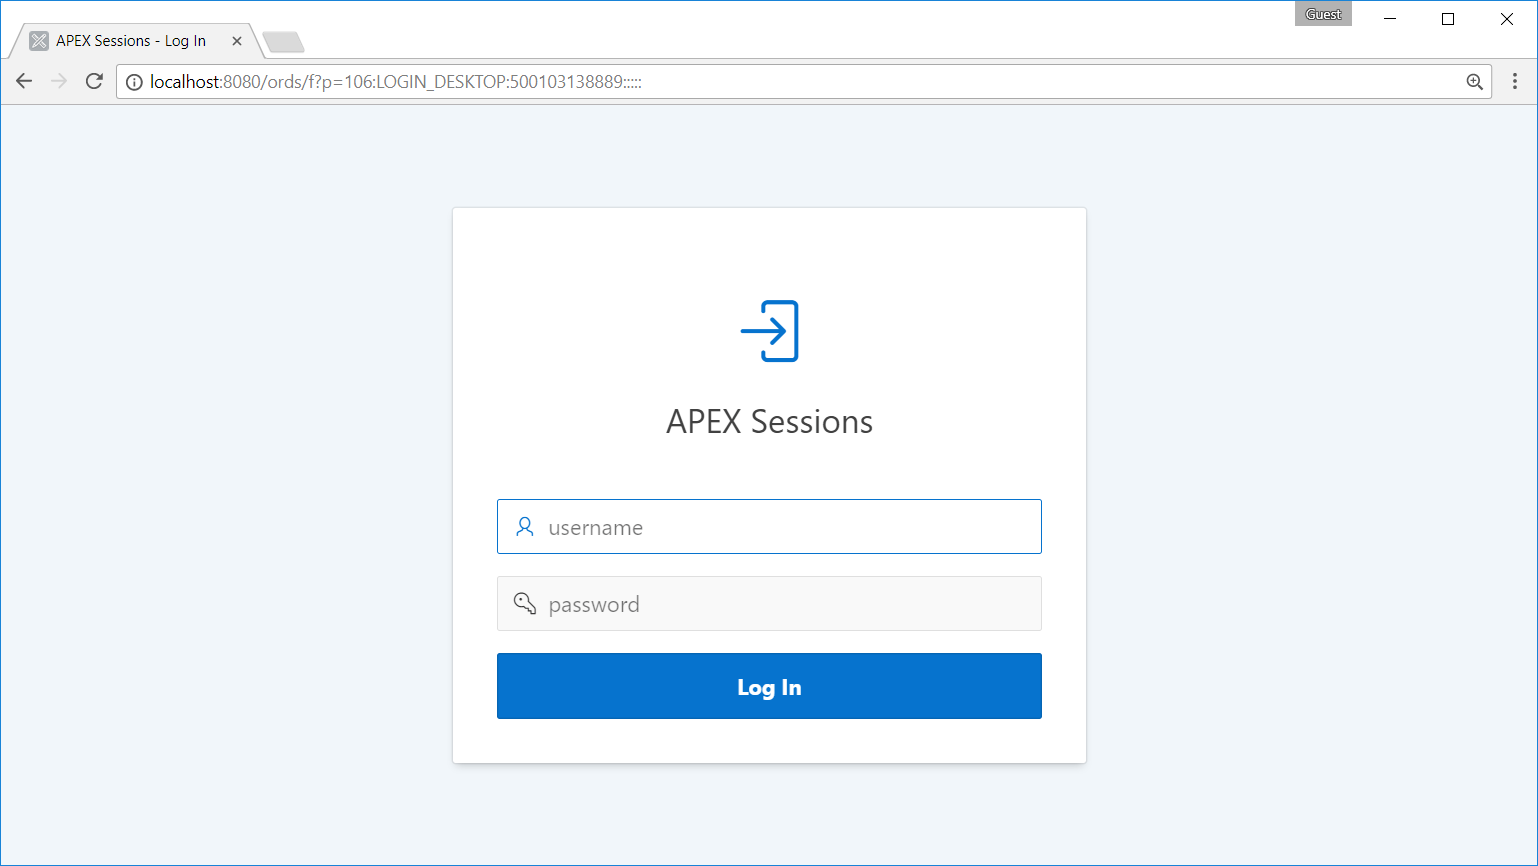 Guest
APEX Sessions - Log In
localhost:8080/ords/f?p=106:LOGIN_DESKTOP:500103138889:::::
APEX Sessions
username
password
Log In